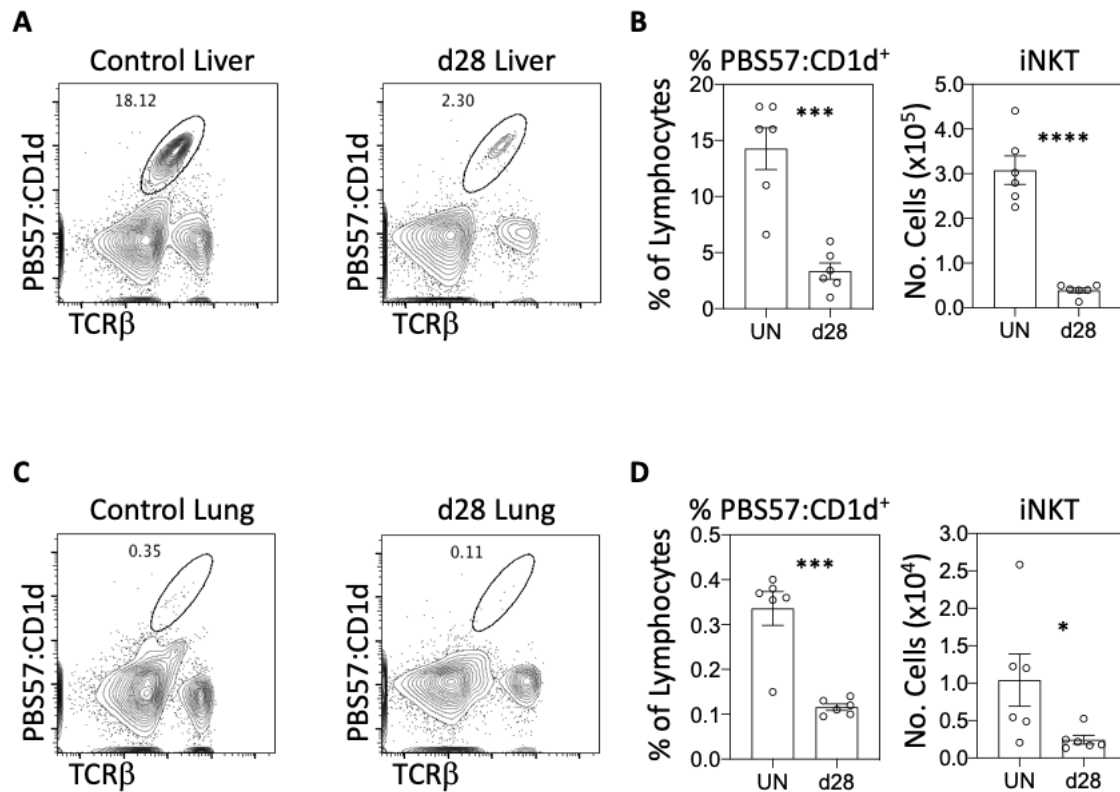 A
Control Liver
18.12
PBS57:CD1d
TCRβ
d28 Liver
2.30
PBS57:CD1d
TCRβ
B
% PBS57:CD1d+
% of Lymphocytes
20
15
10
5
0
***
UN d28
iNKT
No. Cells (x10⁵)
5.0
4.0
3.0
2.0
1.0
0.0
****
UN d28
C
Control Lung
0.35
PBS57:CD1d
TCRβ
d28 Lung
0.11
PBS57:CD1d
TCRβ
D
% PBS57:CD1d+
% of Lymphocytes
0.5
0.4
0.3
0.2
0.1
0.0
***
UN d28
iNKT
No. Cells (x10⁴)
3.0
2.5
2.0
1.5
1.0
0.5
0.0
*
UN d28